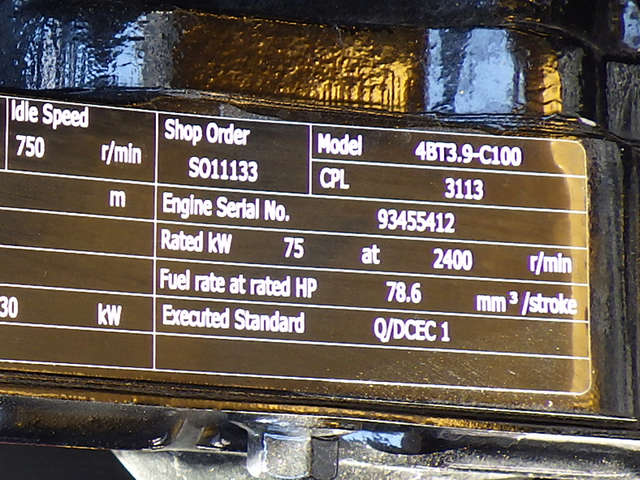 Idle Speed
750 r/min
m
30 kW
Shop Order
SO11133
Model 4BT3.9-C100
CPL 3113
Engine Serial No. 93455412
Rated kW 75 at 2400 r/min
Fuel rate at rated HP 78.6 mm³/stroke
Executed Standard Q/DCEC 1